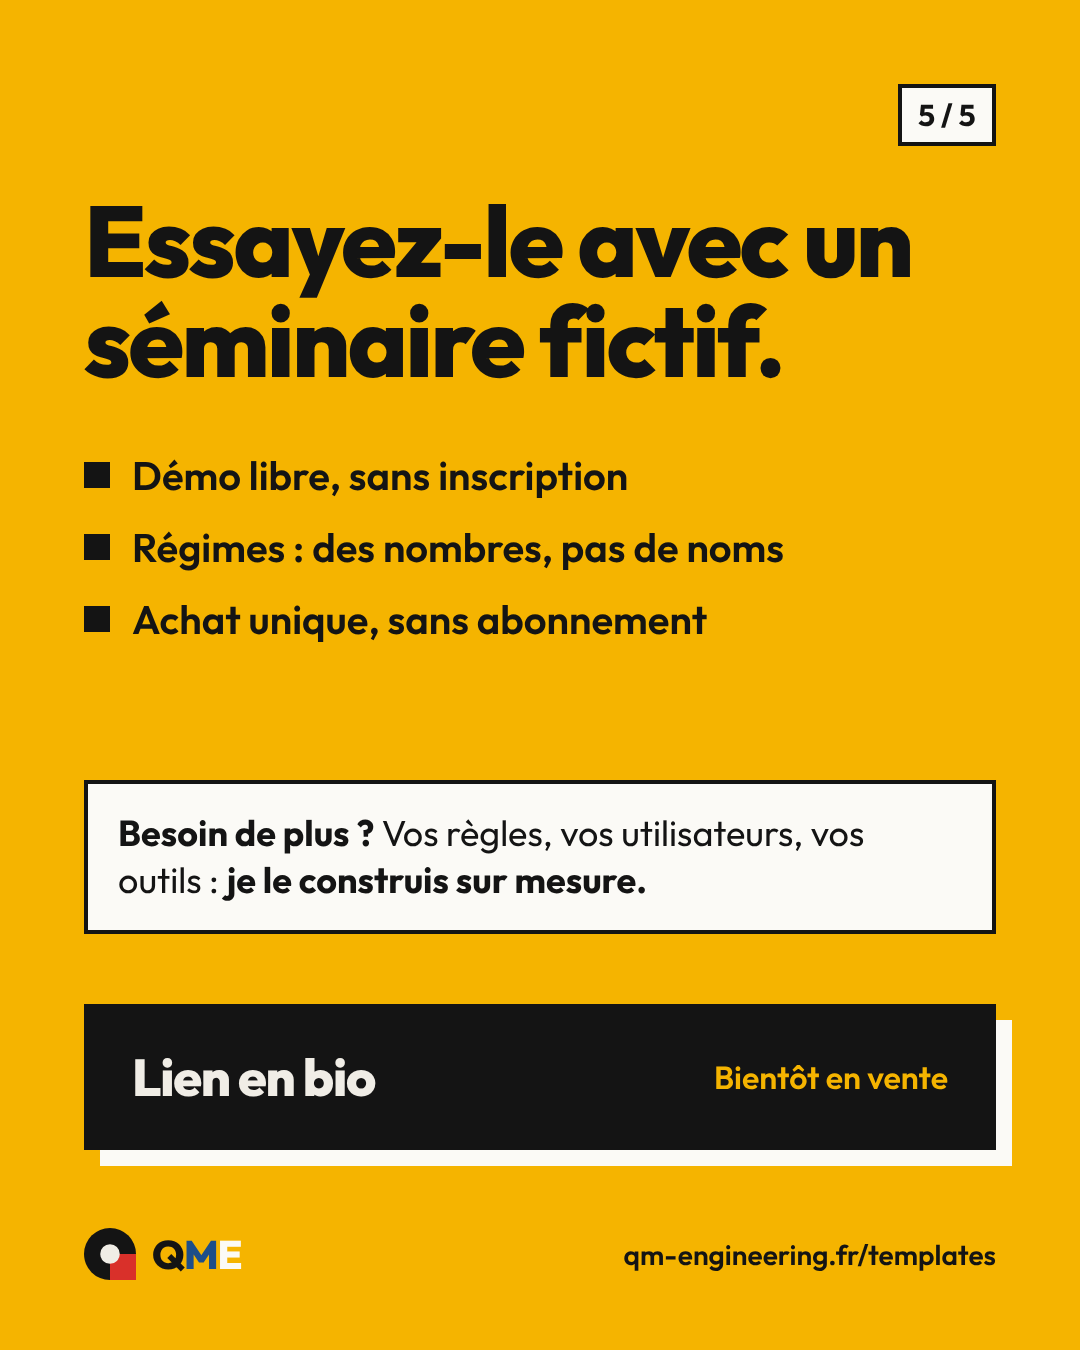 5 / 5
Essayez-le avec un
séminaire fictif.
Démo libre, sans inscription
Régimes : des nombres, pas de noms
Achat unique, sans abonnement
Besoin de plus ? Vos règles, vos utilisateurs, vos
outils : je le construis sur mesure.
Lien en bio
Bientôt en vente
QME
qm-engineering.fr/templates